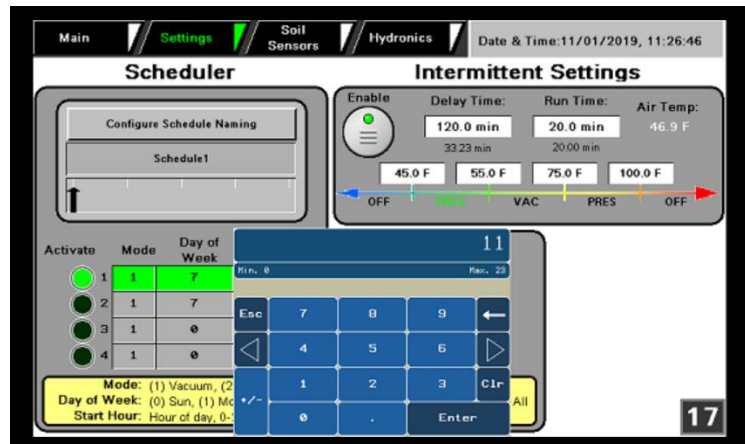 Main
Settings
Soil
Sensors
Hydronics
Date & Time:11/01/2019, 11:26:46
Scheduler
Configure Schedule Naming
Schedule1
Intermittent Settings
Enable
Delay Time:
120.0 min
33.23 min
Run Time:
20.0 min
20.00 min
Air Temp:
46.9 F
45.0 F 55.0 F 75.0 F 100.0 F
OFF PRES VAC PRES OFF
Activate Mode Day of
Week
1 1 7
2 1 7
3 1 0
4 1 0
11
Min. 0 Max. 23
Esc 7 8 9 ←
4 5 6
+/- 1 2 3 Clr
0 . Enter
Mode: (1) Vacuum, (2
Day of Week: (0) Sun, (1) Mo
All
Start Hour: Hour of day, 0-
17